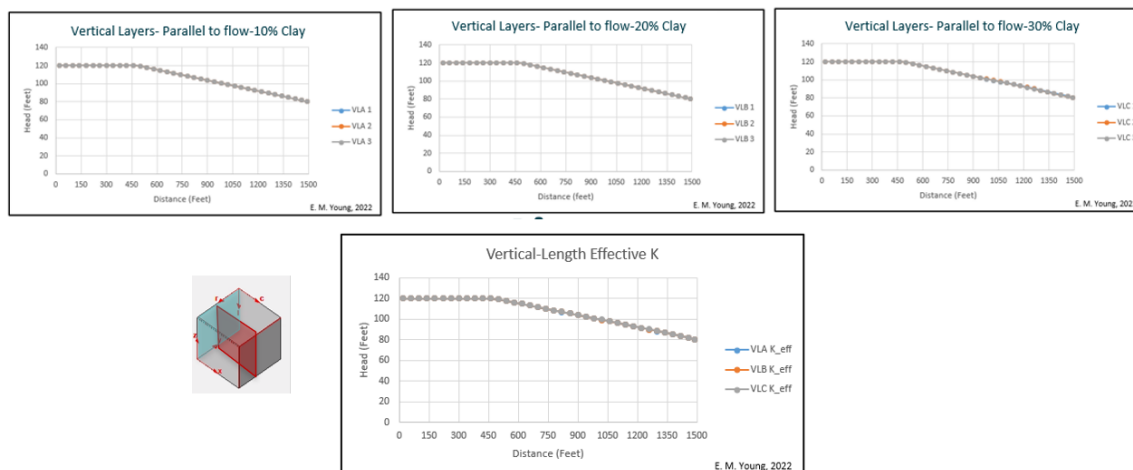 Vertical Layers- Parallel to flow-10% Clay
140
120
100
80
60
40
20
0
Head (Feet)
0 150 300 450 600 750 900 1050 1200 1350 1500
Distance (Feet)
VLA 1
VLA 2
VLA 3
E. M. Young, 2022
Vertical Layers- Parallel to flow-20% Clay
140
120
100
80
60
40
20
0
Head (Feet)
0 150 300 450 600 750 900 1050 1200 1350 1500
Distance (Feet)
VLB 1
VLB 2
VLB 3
E. M. Young, 2022
Vertical Layers- Parallel to flow-30% Clay
140
120
100
80
60
40
20
0
Head (Feet)
0 150 300 450 600 750 900 1050 1200 1350 1500
Distance (Feet)
VLC
VLC
VLC
E. M. Young, 202
Vertical-Length Effective K
140
120
100
80
60
40
20
0
Head (Feet)
0 150 300 450 600 750 900 1050 1200 1350 1500
Distance (Feet)
VLA K_eff
VLB K_eff
VLC K_eff
E. M. Young, 2022
r
c
z
x